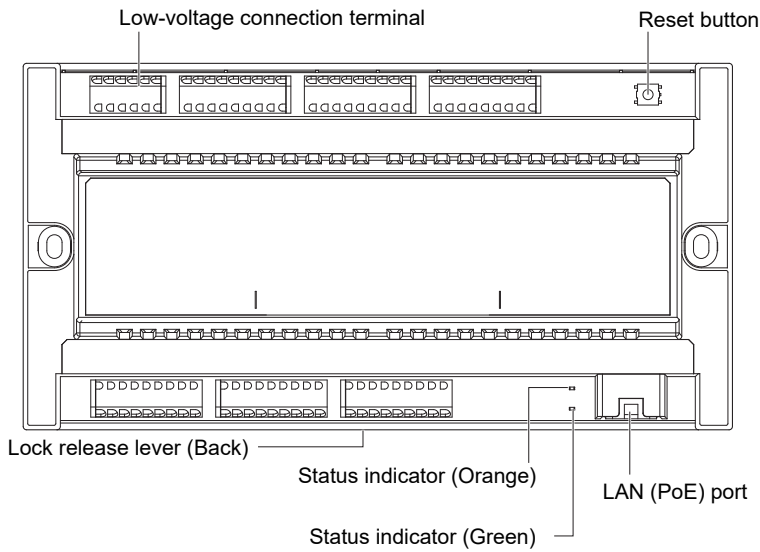 Low-voltage connection terminal
Reset button
Lock release lever (Back)
Status indicator (Orange)
LAN (PoE) port
Status indicator (Green)